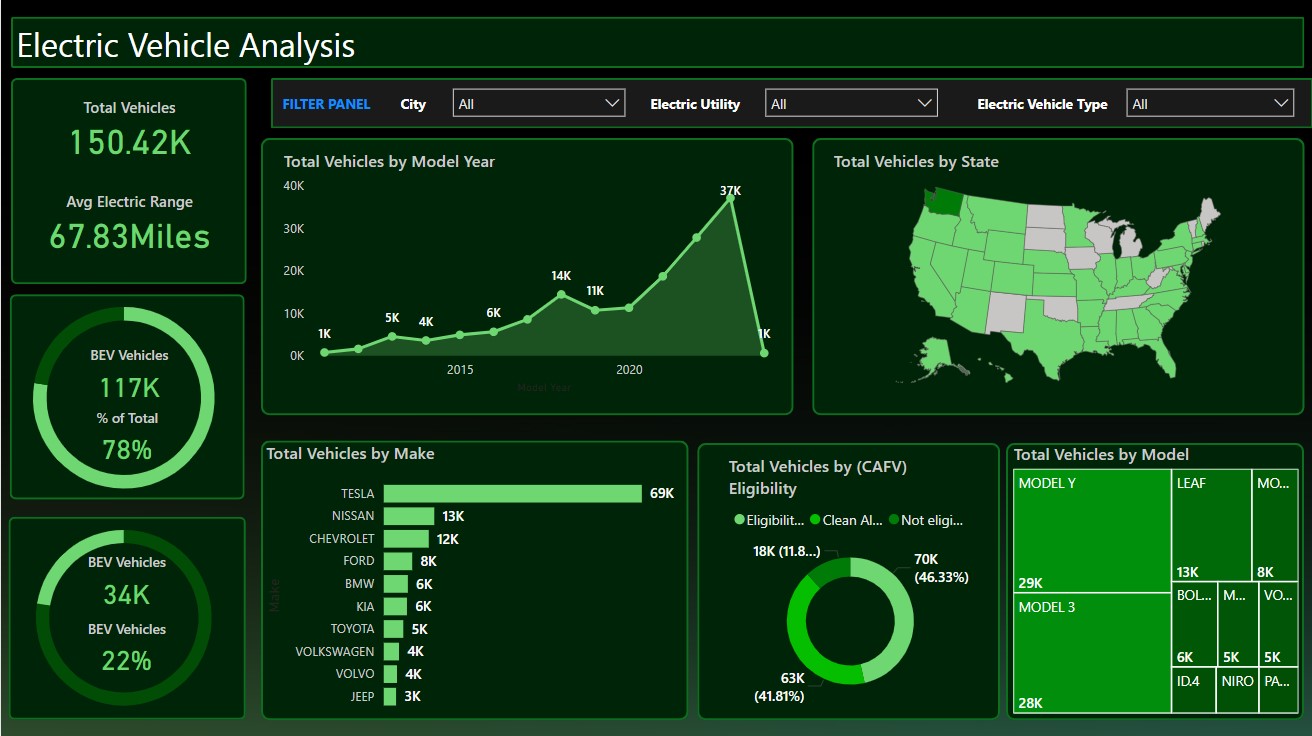 Electric Vehicle Analysis
Total Vehicles
150.42K
Avg Electric Range
67.83Miles
FILTER PANEL
City
All
Electric Utility
All
Electric Vehicle Type
All
BEV Vehicles
117K
% of Total
78%
BEV Vehicles
34K
BEV Vehicles
22%
Total Vehicles by Model Year
40K
30K
20K
10K
0K
1K
5K
4K
6K
14K
11K
37K
1K
2015
2020
Model Year
Total Vehicles by State
Total Vehicles by Make
Make
TESLA 69K
NISSAN 13K
CHEVROLET 12K
FORD 8K
BMW 6K
KIA 6K
TOYOTA 5K
VOLKSWAGEN 4K
VOLVO 4K
JEEP 3K
Total Vehicles by (CAFV)
Eligibility
Eligibilit... Clean Al... Not eligi...
18K (11.8...)
70K
(46.33%)
63K
(41.81%)
Total Vehicles by Model
MODEL Y
29K
MODEL 3
28K
LEAF
13K
MO...
8K
BOL...
6K
M...
5K
VO...
5K
ID.4
NIRO
PA...